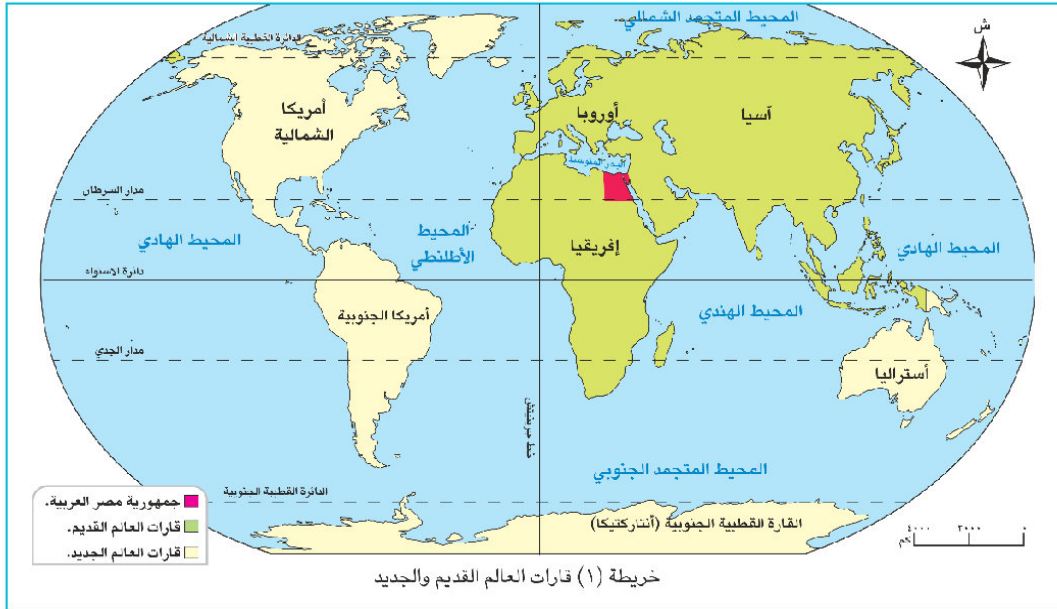 المحيط المتجمد الشمالي
ش
الدائرة القطبية الشمالية
أمريكا
الشمالية
أوروبا
آسيا
البحر المتوسط
مدار السرطان
المحيط الهادي
المحيط
الأطلنطي
إفريقيا
المحيط الهادي
دائرة الاستواء
أمريكا الجنوبية
المحيط الهندي
مدار الجدي
أستراليا
خط جرينتش
المحيط المتجمد الجنوبي
الدائرة القطبية الجنوبية
القارة القطبية الجنوبية (أنتاركتيكا)
جمهورية مصر العربية.
قارات العالم القديم.
قارات العالم الجديد.
٤٠٠٠ ٢٠٠٠ ٠
كم
خريطة (١) قارات العالم القديم والجديد